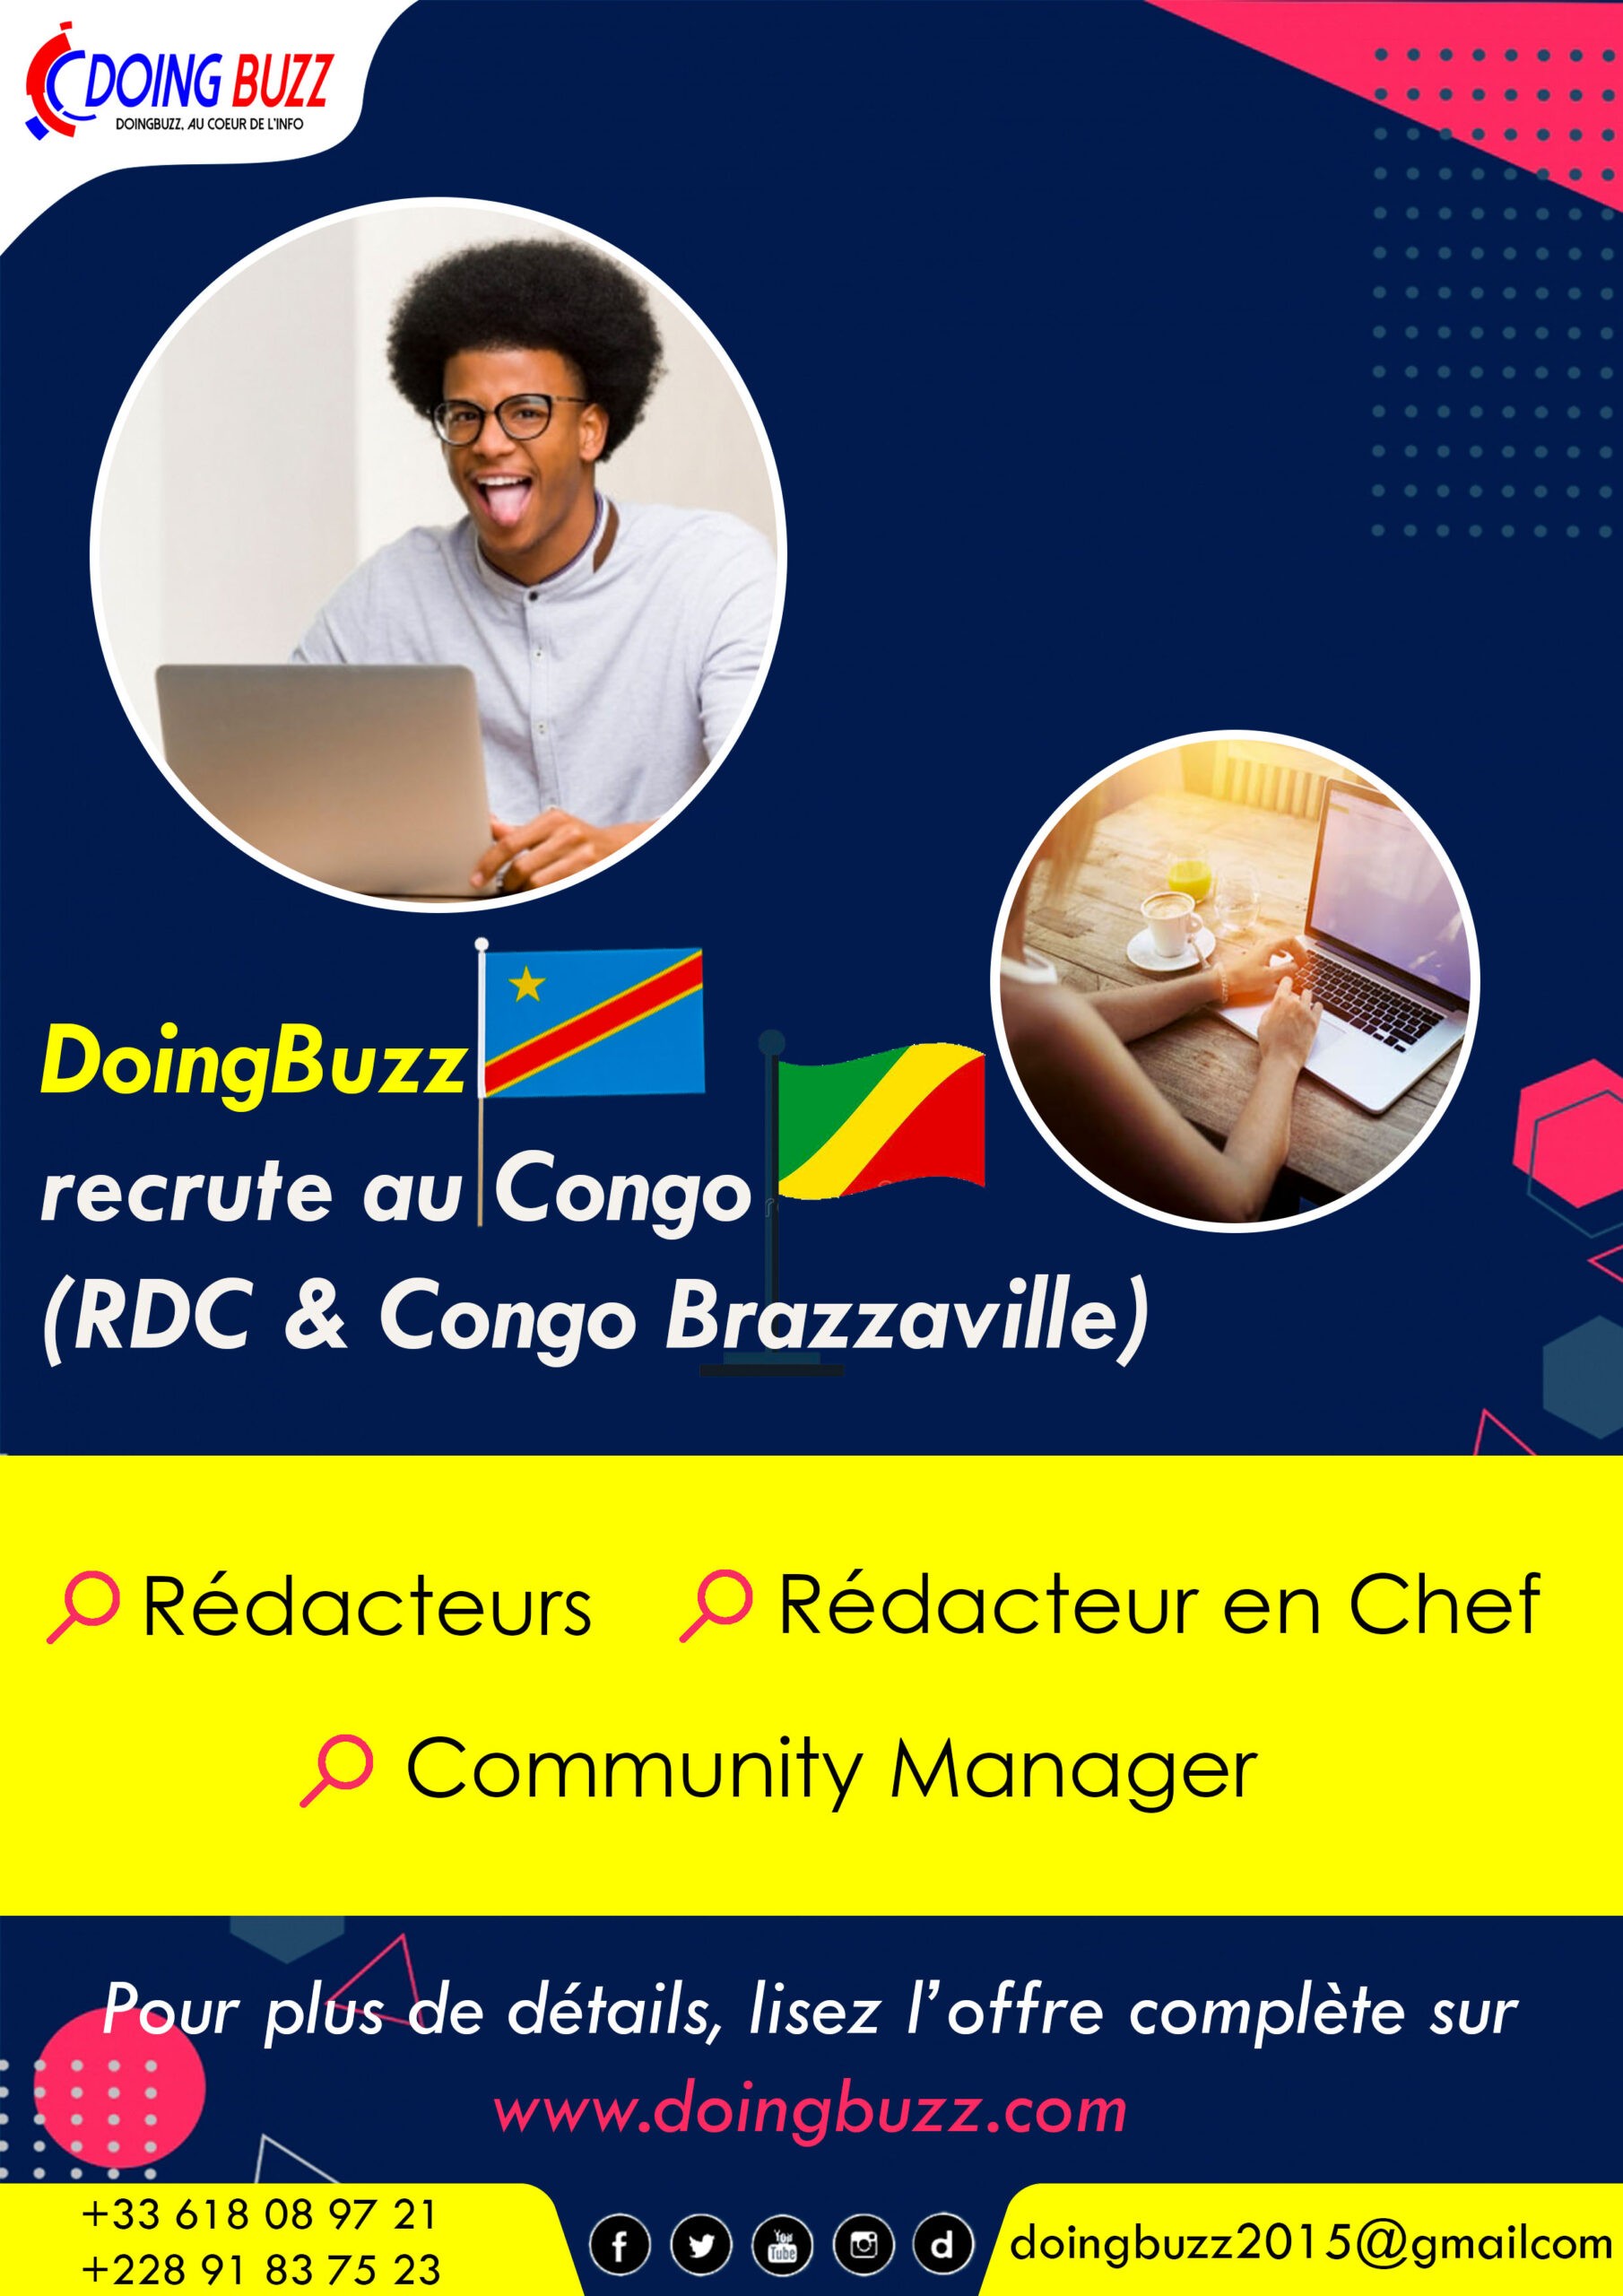 DOING BUZZ
DOINGBUZZ, AU COEUR DE L'INFO
DoingBuzz
recrute au Congo
(RDC & Congo Brazzaville)
Rédacteurs
Rédacteur en Chef
Community Manager
Pour plus de détails, lisez l’offre complète sur
www.doingbuzz.com
+33 618 08 97 21
+228 91 83 75 23
f
You
Tube
d
doingbuzz2015@gmailcom